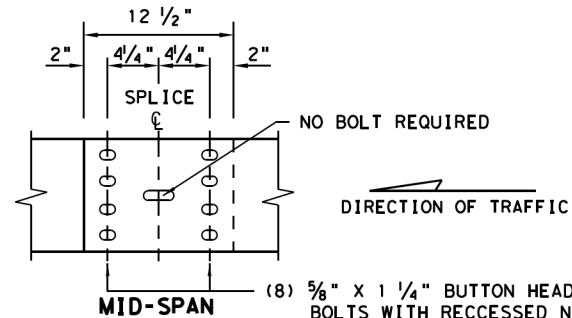 12 ½"
2" 4¼" 4¼" 2"
SPLICE
℄
NO BOLT REQUIRED
DIRECTION OF TRAFFIC
(8) ⅝" X 1 ¼" BUTTON HEAD
MID-SPAN
BOLTS WITH RECCESSED N